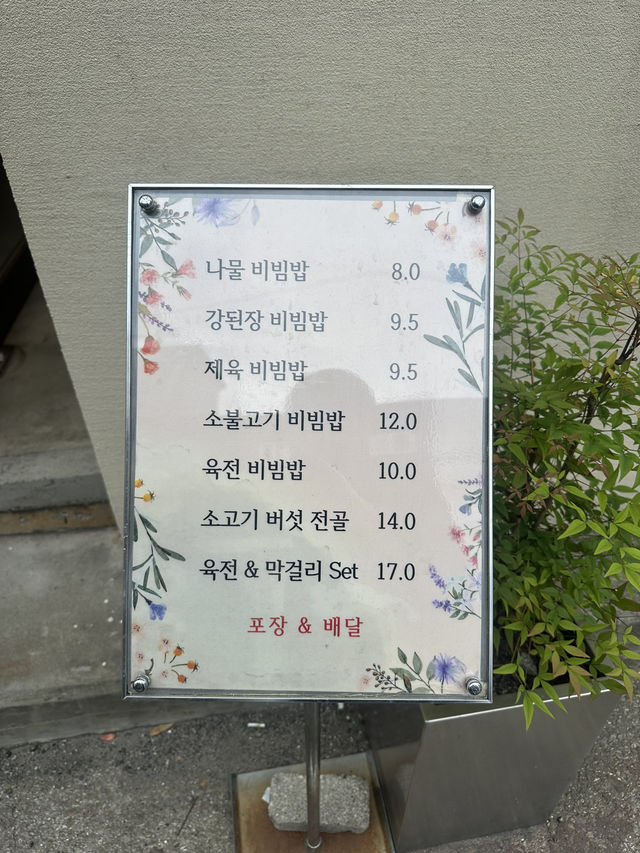 나물 비빔밥 8.0
강된장 비빔밥 9.5
제육 비빔밥 9.5
소불고기 비빔밥 12.0
육전 비빔밥 10.0
소고기 버섯 전골 14.0
육전 & 막걸리 Set 17.0
포장 & 배달